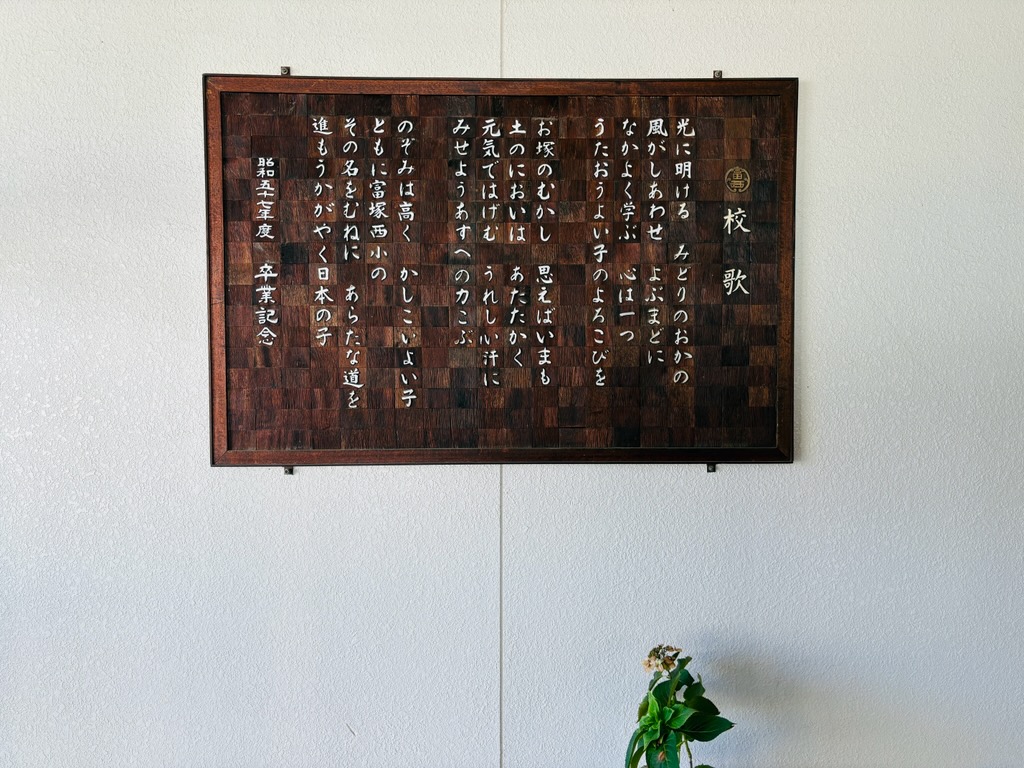 富西
校歌
光に明ける　みどりのおかの
風がしあわせ　よぶまどに
なかよく学ぶ　心は一つ
うたおうよい子のよろこびを
お塚のむかし　思えばいまも
土のにおいは　あたたかく
元気ではげむ　うれしい汗に
みせようあすへの力こぶ
のぞみは高く　かしこいよい子
ともに富塚西小の
その名をむねに　あらたな道を
進もうかがやく日本の子
昭和五十七年度　卒業記念